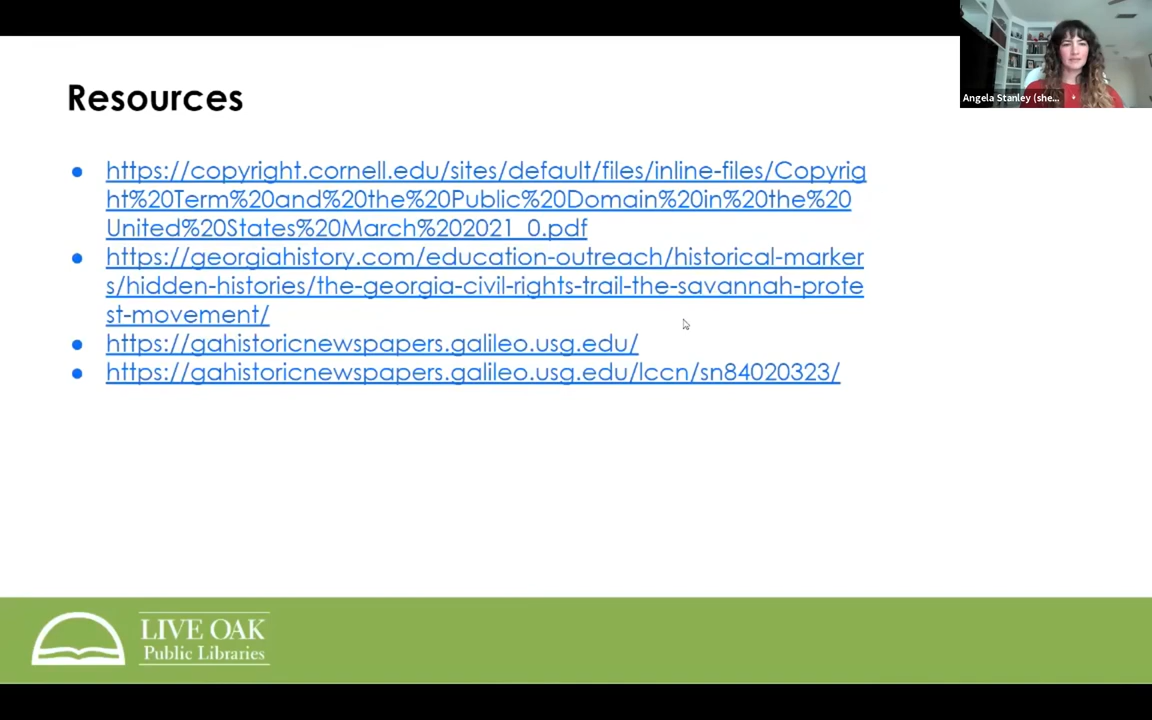 Angela Stanley (she...
Resources
https://copyright.cornell.edu/sites/default/files/inline-files/Copyrig
ht%20Term%20and%20the%20Public%20Domain%20in%20the%20
United%20States%20March%202021_0.pdf
https://georgiahistory.com/education-outreach/historical-marker
s/hidden-histories/the-georgia-civil-rights-trail-the-savannah-prote
st-movement/
https://gahistoricnewspapers.galileo.usg.edu/
https://gahistoricnewspapers.galileo.usg.edu/lccn/sn84020323/
LIVE OAK
Public Libraries